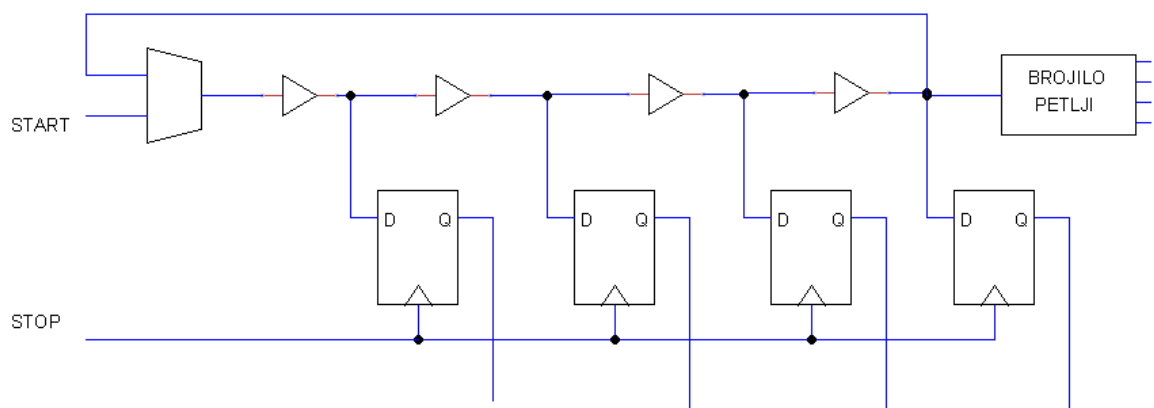 BROJILO
PETLJI
START
D Q D Q D Q D Q
STOP